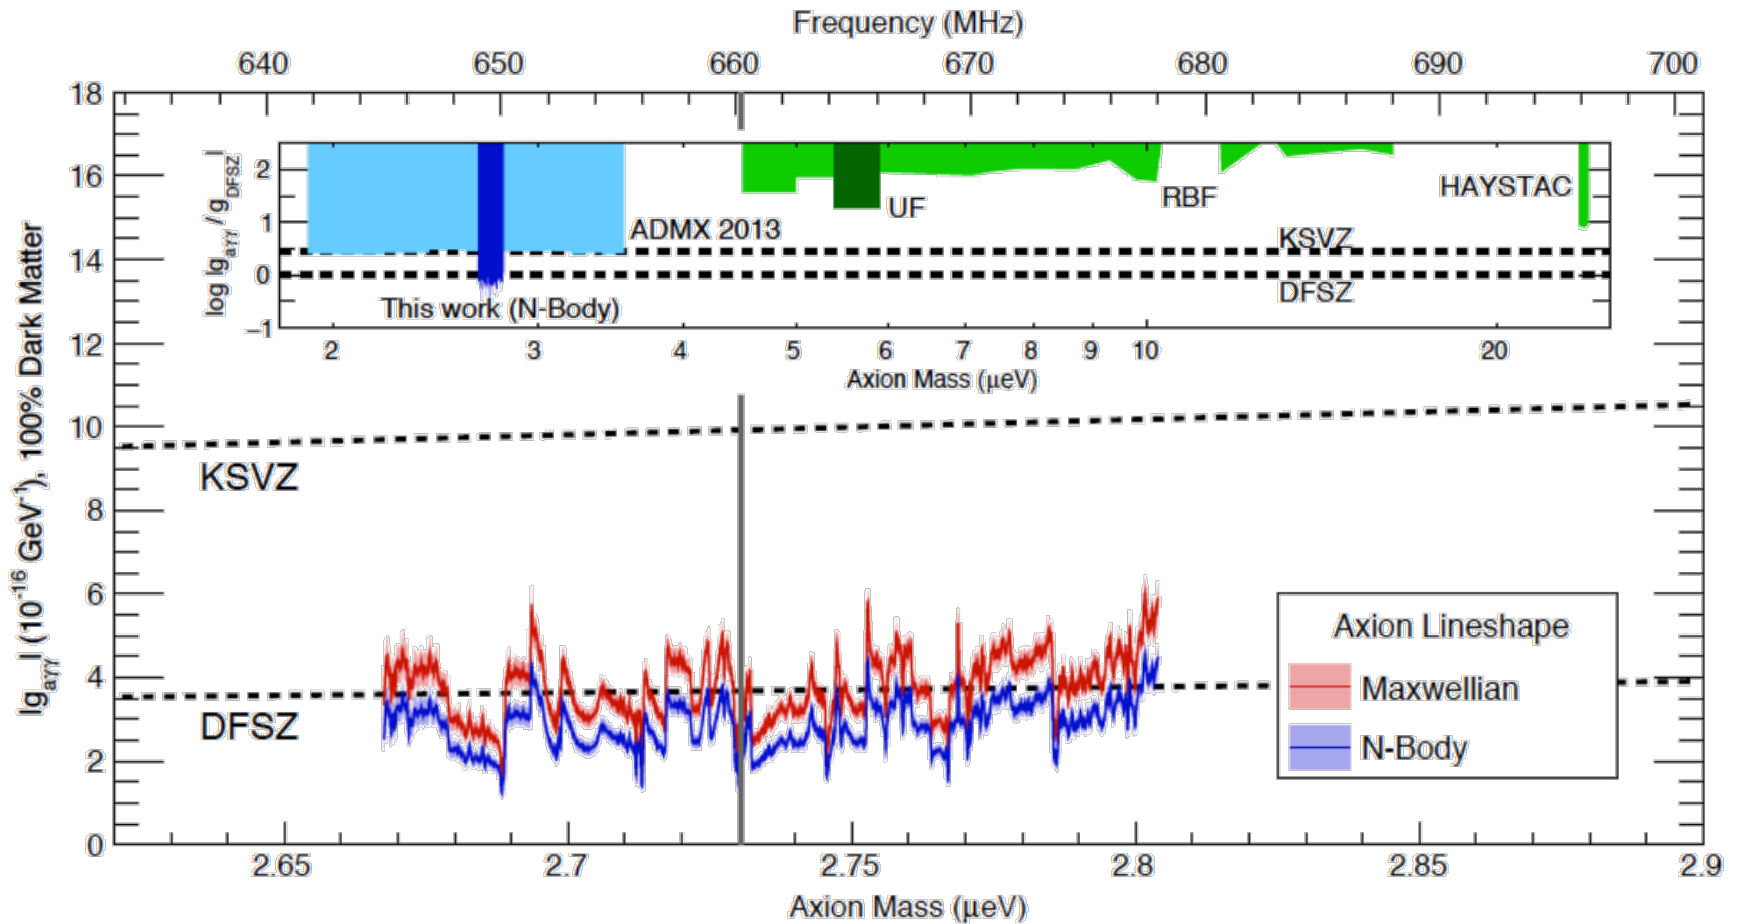 Frequency (MHz)
640 650 660 670 680 690 700
18
16
14
12
10
8
6
4
2
0
|g_aγγ| (10^-16 GeV^-1), 100% Dark Matter
log |g_aγγ / g_DFSZ|
2
1
0
−1
ADMX 2013
UF
RBF
HAYSTAC
KSVZ
DFSZ
This work (N-Body)
2 3 4 5 6 7 8 9 10 20
Axion Mass (μeV)
KSVZ
DFSZ
Axion Lineshape
Maxwellian
N-Body
2.65 2.7 2.75 2.8 2.85 2.9
Axion Mass (μeV)